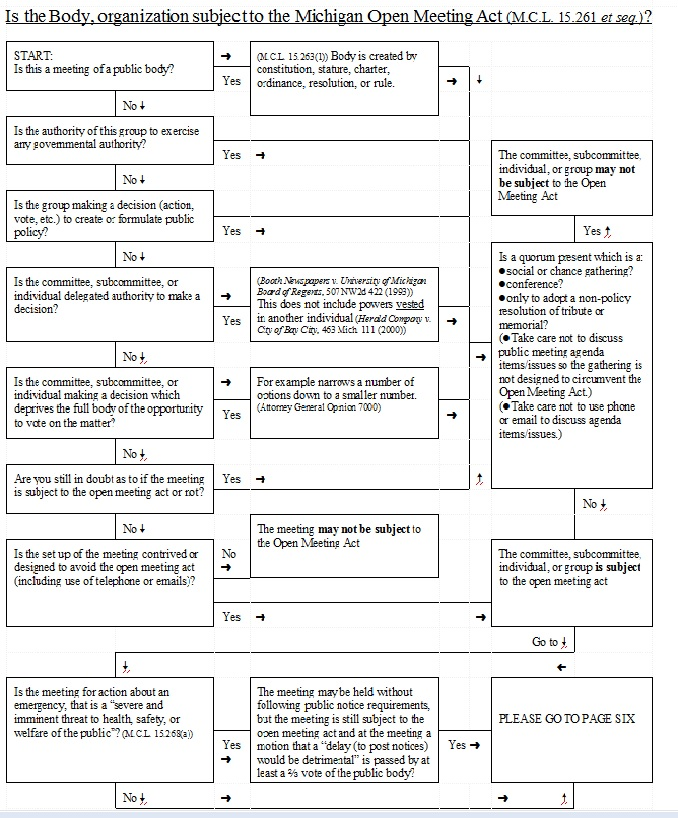 Is the Body, organization subject to the Michigan Open Meeting Act (M.C.L. 15.261 et seq.)?
START:
Is this a meeting of a public body?
➔
Yes
(M.C.L. 15.263(1)) Body is created by
constitution, stature, charter,
ordinance, resolution, or rule.
➔
↓
No ↓
Is the authority of this group to exercise
any governmental authority?
Yes ➔
The committee, subcommittee,
individual, or group may not
be subject to the Open
Meeting Act
No ↓
Is the group making a decision (action,
vote, etc.) to create or formulate public
policy?
Yes ➔
Yes ↑
No ↓
Is the committee, subcommittee, or
individual delegated authority to make a
decision?
➔
Yes
(Booth Newspapers v. University of Michigan
Board of Regents, 507 NW2d 422 (1993))
This does not include powers vested
in another individual (Herald Company v.
City of Bay City, 463 Mich. 111 (2000))
➔
Is a quorum present which is a:
●social or chance gathering?
●conference?
●only to adopt a non-policy
resolution of tribute or
memorial?
(●Take care not to discuss
public meeting agenda
items/issues so the gathering is
not designed to circumvent the
Open Meeting Act.)
(●Take care not to use phone
or email to discuss agenda
items/issues.)
➔
No ↓
Is the committee, subcommittee, or
individual making a decision which
deprives the full body of the opportunity
to vote on the matter?
➔
Yes
For example narrows a number of
options down to a smaller number.
(Attorney General Opnion 7000)
➔
No ↓
Are you still in doubt as to if the meeting
is subject to the open meeting act or not?
Yes ➔
↑
No ↓
No ↓
Is the set up of the meeting contrived or
designed to avoid the open meeting act
(including use of telephone or emails)?
No
➔
The meeting may not be subject to
the Open Meeting Act
The committee, subcommittee,
individual, or group is subject
to the open meeting act
Yes ➔
➔
Go to ↓
↓
←
Is the meeting for action about an
emergency, that is a "severe and
imminent threat to health, safety, or
welfare of the public"? (M.C.L. 15.268(a))
Yes
➔
The meeting may be held without
following public notice requirements,
but the meeting is still subject to the
open meeting act and at the meeting a
motion that a "delay (to post notices)
would be detrimental" is passed by at
least a ⅔ vote of the public body?
Yes ➔
PLEASE GO TO PAGE SIX
No ↓
➔
➔
↑